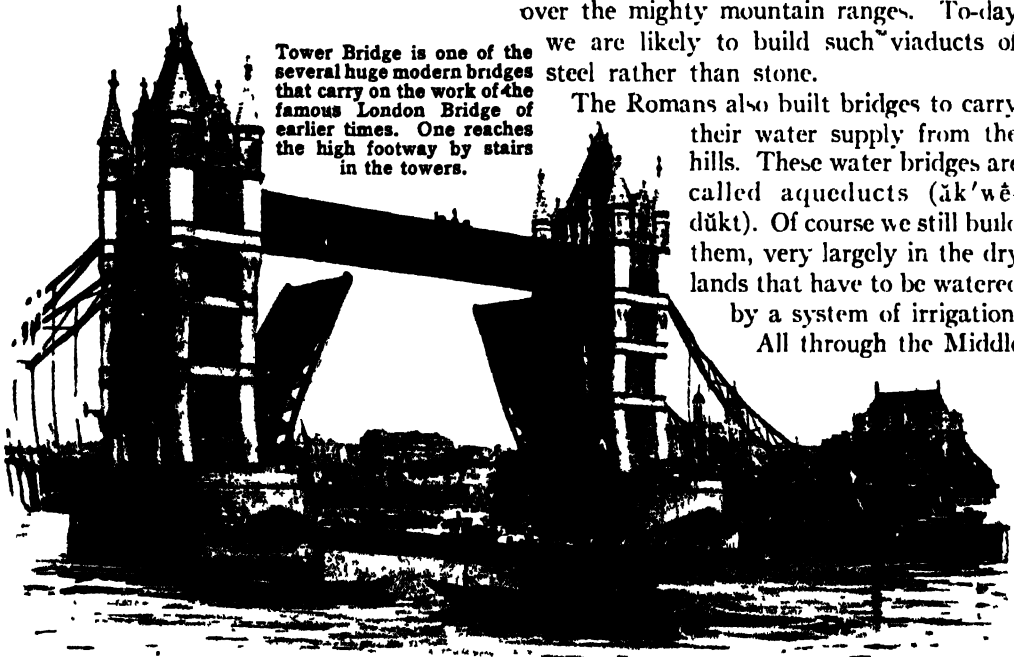 Tower Bridge is one of the
several huge modern bridges
that carry on the work of the
famous London Bridge of
earlier times. One reaches
the high footway by stairs
in the towers.
over the mighty mountain ranges. To-day
we are likely to build such viaducts of
steel rather than stone.
The Romans also built bridges to carry
their water supply from the
hills. These water bridges are
called aqueducts (ăk′wê-
dŭkt). Of course we still build
them, very largely in the dry
lands that have to be watered
by a system of irrigation
All through the Middle